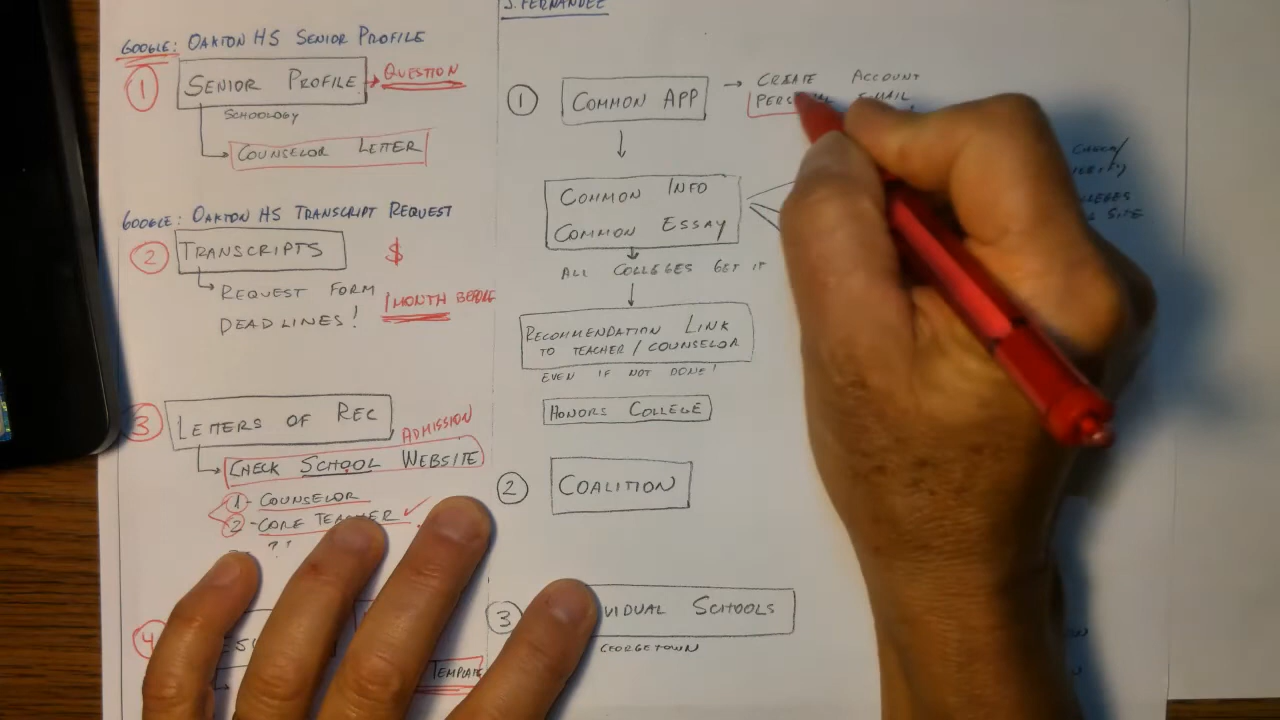 GOOGLE: OAKTON HS SENIOR PROFILE
1
SENIOR PROFILE
QUESTION
SCHOOLOGY
COUNSELOR LETTER
GOOGLE: OAKTON HS TRANSCRIPT REQUEST
2
TRANSCRIPTS
$
REQUEST FORM
DEADLINES!
1 MONTH BEFORE
3
LETTERS OF REC
ADMISSION
CHECK SCHOOL WEBSITE
1- COUNSELOR
2- CORE TEACHER
??
4
TEMPLATE
J. FERNANDEZ
1
COMMON APP
CREATE ACCOUNT
EMAIL
COMMON INFO
COMMON ESSAY
CHECK/
SITE
ALL COLLEGES GET IT
RECOMMENDATION LINK
TO TEACHER / COUNSELOR
EVEN IF NOT DONE!
HONORS COLLEGE
2
COALITION
3
SCHOOLS
GEORGETOWN